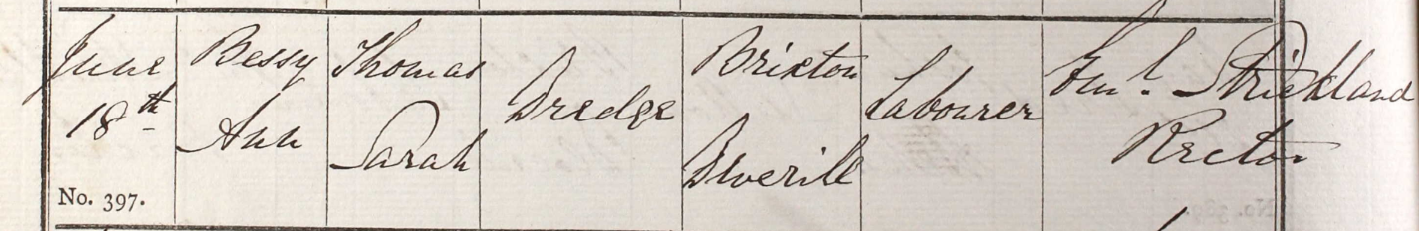 June
18th
No. 397.
Bessy
Ann
Thomas
Sarah
Dredge
Brixton
Deverill
Labourer
Strickland
Rector